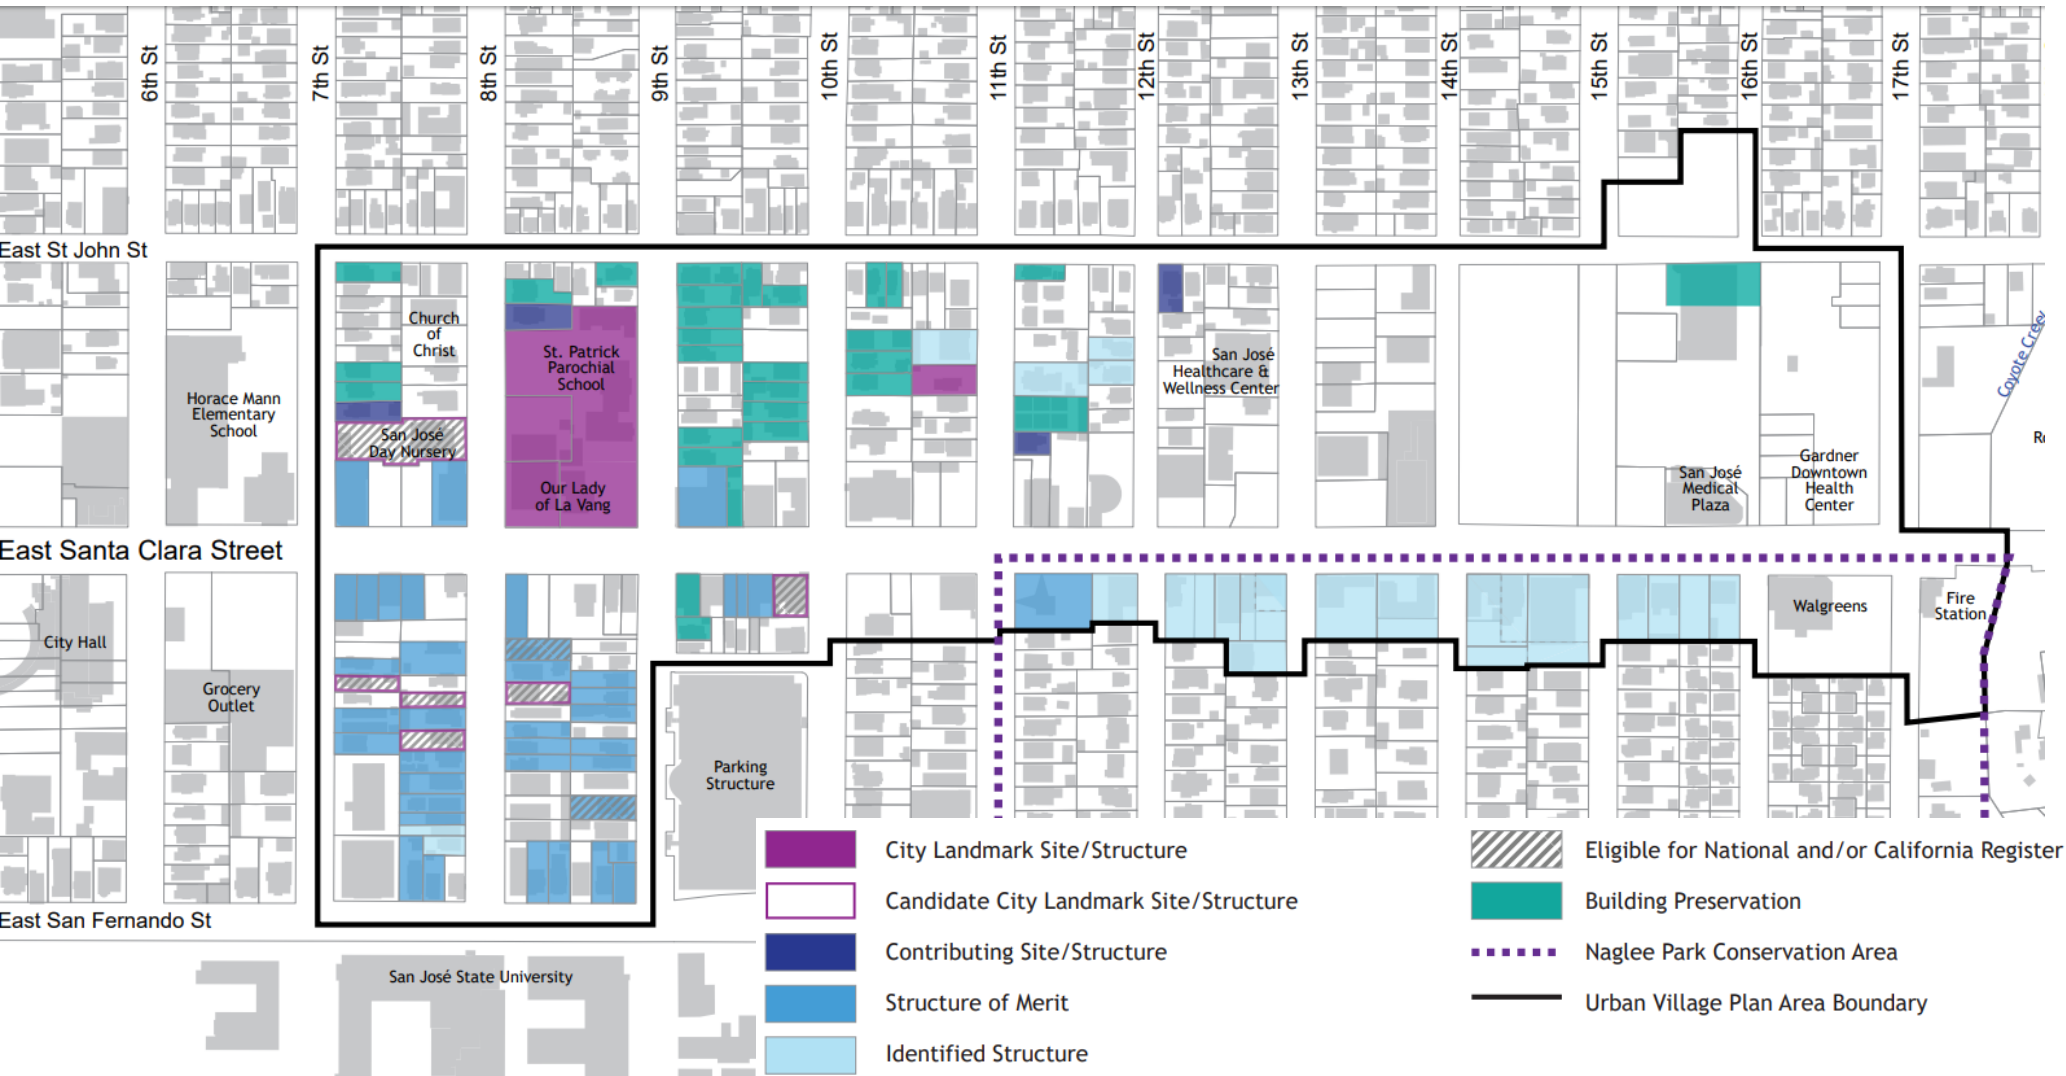 6th St
7th St
8th St
9th St
10th St
11th St
12th St
13th St
14th St
15th St
16th St
17th St
East St John St
Church
of
Christ
St. Patrick
Parochial
School
San José
Healthcare &
Wellness Center
Coyote Creek
Horace Mann
Elementary
School
San José
Day Nursery
Our Lady
of La Vang
San José
Medical
Plaza
Gardner
Downtown
Health
Center
East Santa Clara Street
City Hall
Grocery
Outlet
Walgreens
Fire
Station
Parking
Structure
East San Fernando St
San José State University
City Landmark Site/Structure
Candidate City Landmark Site/Structure
Contributing Site/Structure
Structure of Merit
Identified Structure
Eligible for National and/or California Register
Building Preservation
Naglee Park Conservation Area
Urban Village Plan Area Boundary